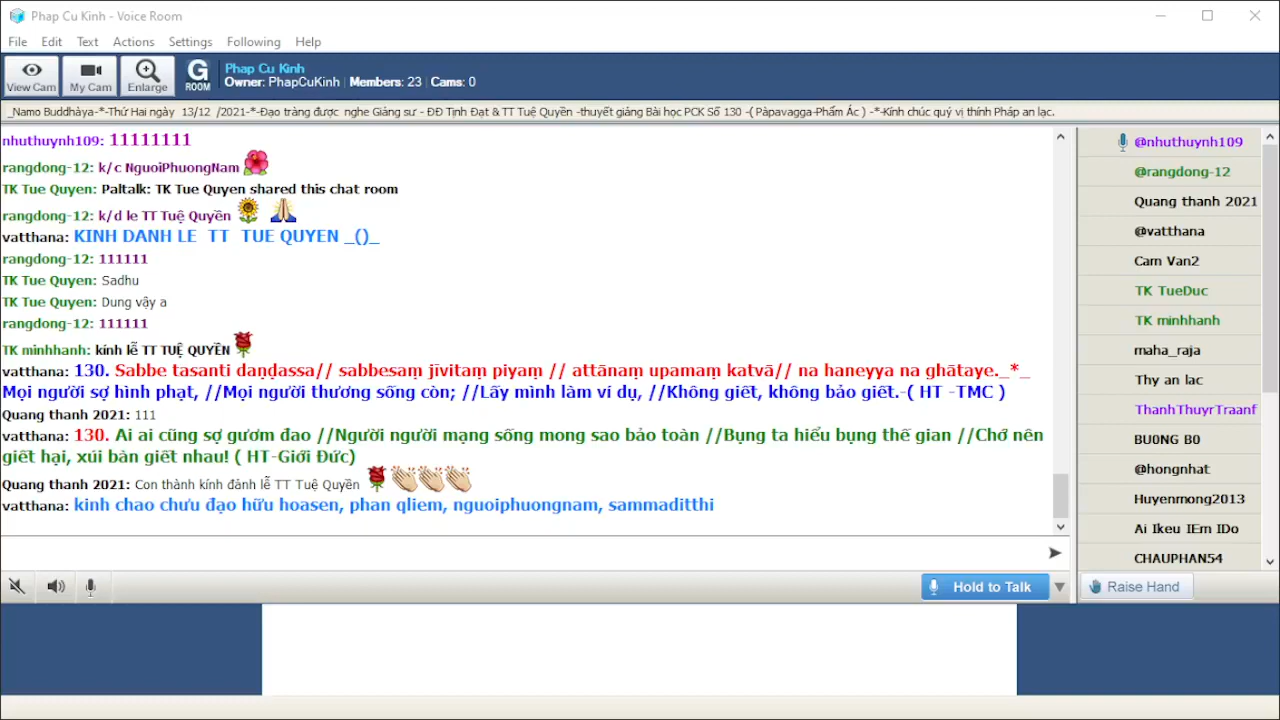 Phap Cu Kinh - Voice Room
File Edit Text Actions Settings Following Help
View Cam My Cam Enlarge G ROOM
Phap Cu Kinh
Owner: PhapCuKinh Members: 23 Cams: 0
_Namo Buddhàya-*-Thứ Hai ngày 13/12 /2021-*-Đạo tràng được nghe Giảng sư - ĐĐ Tịnh Đạt & TT Tuệ Quyền -thuyết giảng Bài học PCK Số 130 -( Pàpavagga-Phẩm Ác ) -*-Kính chúc quý vị thính Pháp an lạc.
nhuthuynh109: 11111111
rangdong-12: k/c NguoiPhuongNam
TK Tue Quyen: Paltalk: TK Tue Quyen shared this chat room
rangdong-12: k/d le TT Tuệ Quyền
vatthana: KINH DANH LE TT TUE QUYEN _()_
rangdong-12: 111111
TK Tue Quyen: Sadhu
TK Tue Quyen: Dung vậy a
rangdong-12: 111111
TK minhhanh: kính lễ TT TUỆ QUYỀN
vatthana: 130. Sabbe tasanti daṇḍassa// sabbesaṃ jīvitaṃ piyaṃ // attānaṃ upamaṃ katvā// na haneyya na ghātaye._*_
Mọi người sợ hình phạt, //Mọi người thương sống còn; //Lấy mình làm ví dụ, //Không giết, không bảo giết.-( HT -TMC )
Quang thanh 2021: 111
vatthana: 130. Ai ai cũng sợ gươm đao //Người người mạng sống mong sao bảo toàn //Bụng ta hiểu bụng thế gian //Chớ nên
giết hại, xúi bàn giết nhau! ( HT-Giới Đức)
Quang thanh 2021: Con thành kính đảnh lễ TT Tuệ Quyền
vatthana: kinh chao chưu đạo hữu hoasen, phan qliem, nguoiphuongnam, sammaditthi
@nhuthuynh109
@rangdong-12
Quang thanh 2021
@vatthana
Cam Van2
TK TueDuc
TK minhhanh
maha_raja
Thy an lac
ThanhThuyrTraanf
BU0NG B0
@hongnhat
Huyenmong2013
Ai Ikeu IEm IDo
CHAUPHAN54
Hold to Talk
Raise Hand